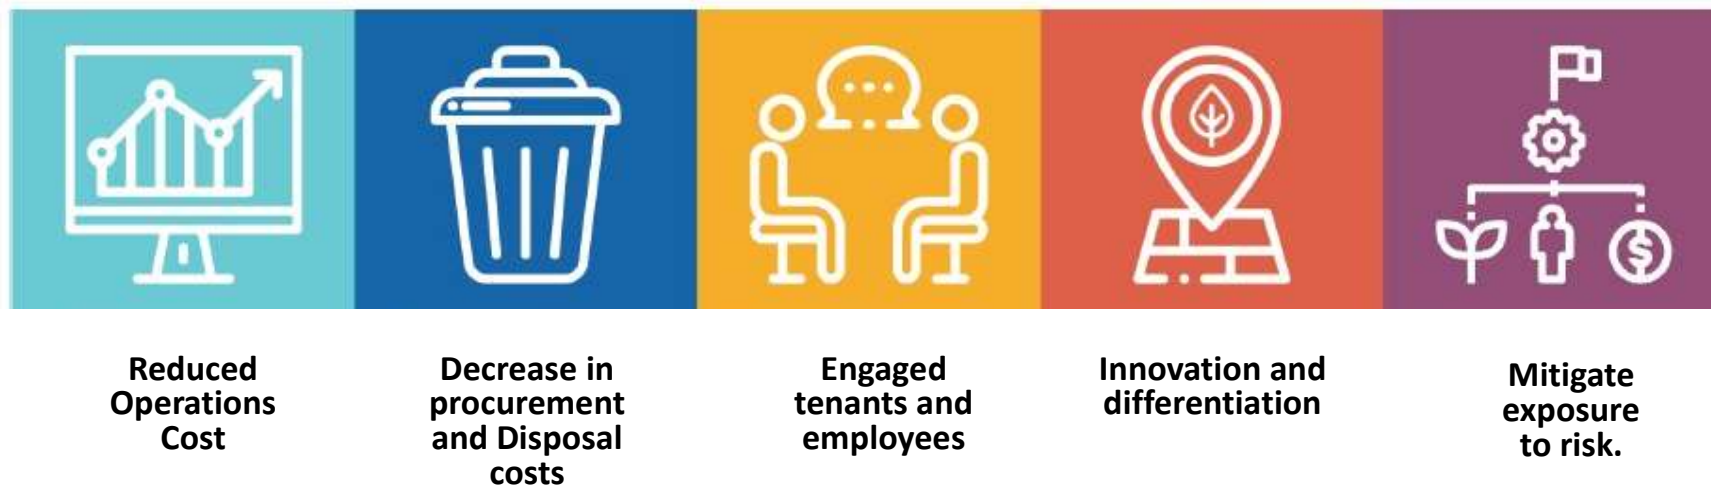 Reduced
Operations
Cost
Decrease in
procurement
and Disposal
costs
Engaged
tenants and
employees
Innovation and
differentiation
Mitigate
exposure
to risk.